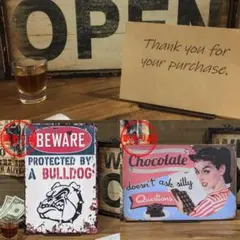 OPEN
Thank you for
your purchase.
BEWARE
PROTECTED BY
A BULLDOG
Chocolate
doesn't ask silly
Questions